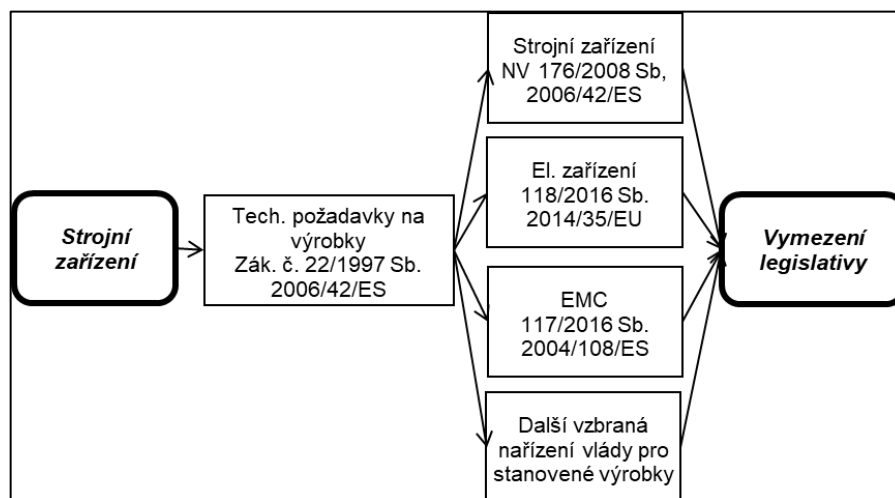 Strojní
zařízení
Tech. požadavky na
výrobky
Zák. č. 22/1997 Sb.
2006/42/ES
Strojní zařízení
NV 176/2008 Sb,
2006/42/ES
El. zařízení
118/2016 Sb.
2014/35/EU
EMC
117/2016 Sb.
2004/108/ES
Další vzbraná
nařízení vlády pro
stanovené výrobky
Vymezení
legislativy